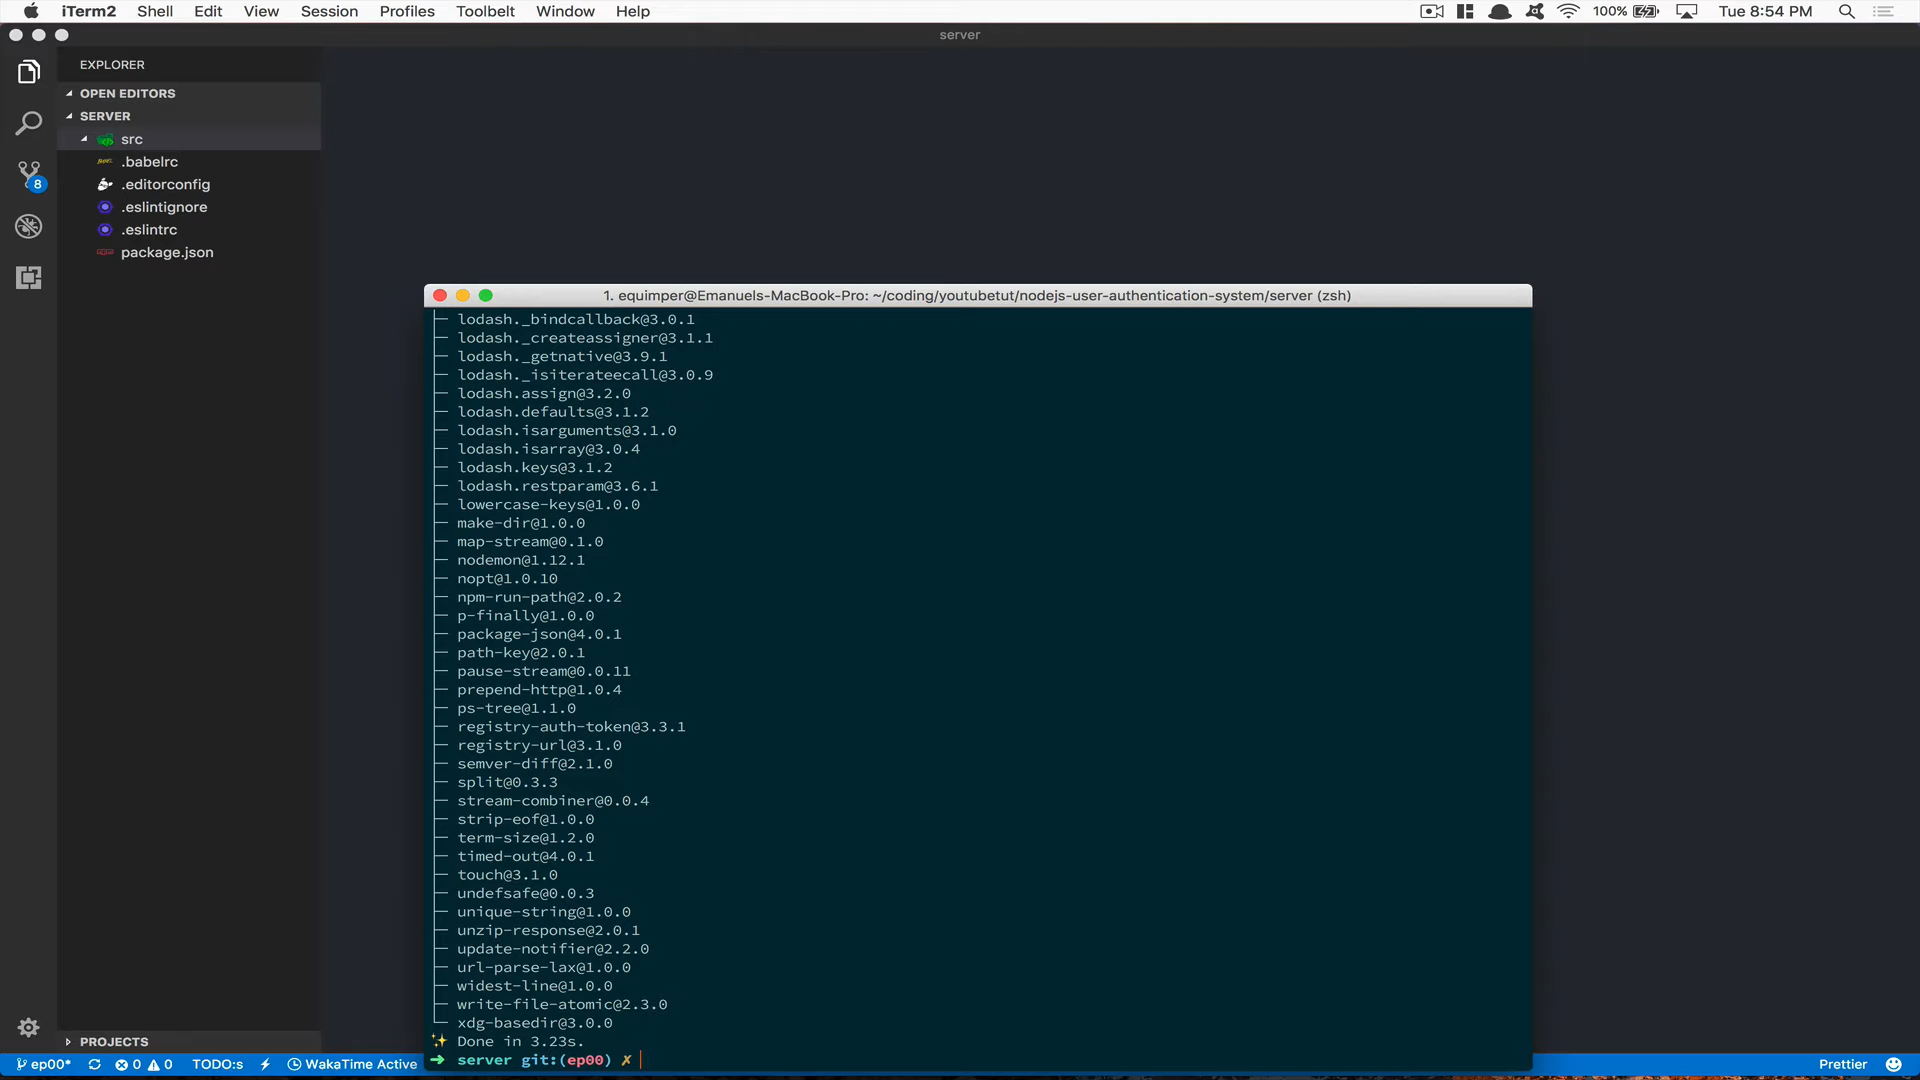 iTerm2 Shell Edit View Session Profiles Toolbelt Window Help 100% Tue 8:54 PM
server
EXPLORER
OPEN EDITORS
SERVER
src
.babelrc
.editorconfig
.eslintignore
.eslintrc
package.json
8
1. equimper@Emanuels-MacBook-Pro: ~/coding/youtubetut/nodejs-user-authentication-system/server (zsh)
├─ lodash._bindcallback@3.0.1
├─ lodash._createassigner@3.1.1
├─ lodash._getnative@3.9.1
├─ lodash._isiterateecall@3.0.9
├─ lodash.assign@3.2.0
├─ lodash.defaults@3.1.2
├─ lodash.isarguments@3.1.0
├─ lodash.isarray@3.0.4
├─ lodash.keys@3.1.2
├─ lodash.restparam@3.6.1
├─ lowercase-keys@1.0.0
├─ make-dir@1.0.0
├─ map-stream@0.1.0
├─ nodemon@1.12.1
├─ nopt@1.0.10
├─ npm-run-path@2.0.2
├─ p-finally@1.0.0
├─ package-json@4.0.1
├─ path-key@2.0.1
├─ pause-stream@0.0.11
├─ prepend-http@1.0.4
├─ ps-tree@1.1.0
├─ registry-auth-token@3.3.1
├─ registry-url@3.1.0
├─ semver-diff@2.1.0
├─ split@0.3.3
├─ stream-combiner@0.0.4
├─ strip-eof@1.0.0
├─ term-size@1.2.0
├─ timed-out@4.0.1
├─ touch@3.1.0
├─ undefsafe@0.0.3
├─ unique-string@1.0.0
├─ unzip-response@2.0.1
├─ update-notifier@2.2.0
├─ url-parse-lax@1.0.0
├─ widest-line@1.0.0
├─ write-file-atomic@2.3.0
└─ xdg-basedir@3.0.0
✨ Done in 3.23s.
➜ server git:(ep00) ✗
PROJECTS
ep00* 0 0 TODO:s WakaTime Active Prettier